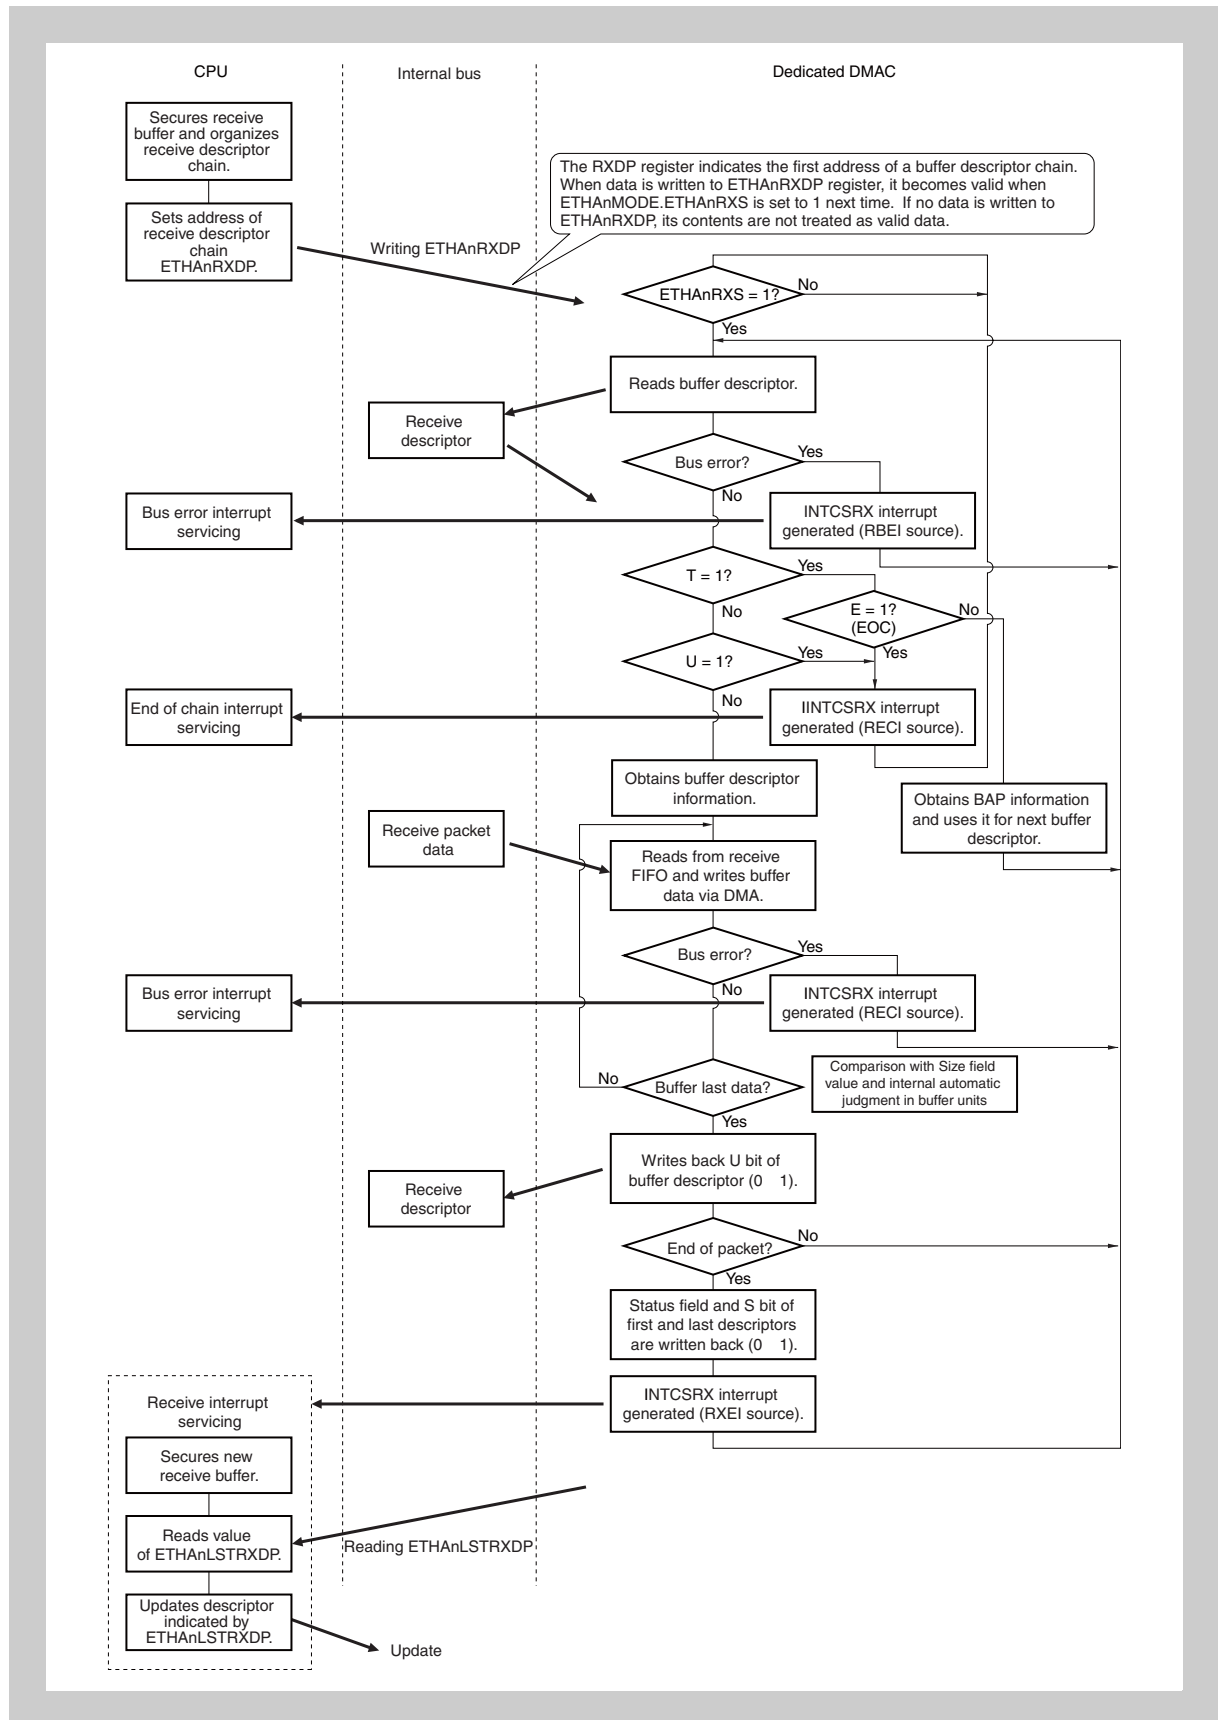 CPU
Internal bus
Dedicated DMAC
Secures receive
buffer and organizes
receive descriptor
chain.
The RXDP register indicates the first address of a buffer descriptor chain.
When data is written to ETHAnRXDP register, it becomes valid when
ETHAnMODE.ETHAnRXS is set to 1 next time. If no data is written to
ETHAnRXDP, its contents are not treated as valid data.
Sets address of
receive descriptor
chain
ETHAnRXDP.
Writing ETHAnRXDP
ETHAnRXS = 1?
No
Yes
Reads buffer descriptor.
Receive
descriptor
Bus error?
Yes
No
INTCSRX interrupt
generated (RBEI source).
Bus error interrupt
servicing
T = 1?
Yes
No
E = 1?
(EOC)
No
Yes
U = 1?
Yes
No
IINTCSRX interrupt
generated (RECI source).
End of chain interrupt
servicing
Obtains buffer descriptor
information.
Obtains BAP information
and uses it for next buffer
descriptor.
Receive packet
data
Reads from receive
FIFO and writes buffer
data via DMA.
Bus error?
Yes
No
INTCSRX interrupt
generated (RECI source).
Bus error interrupt
servicing
No
Buffer last data?
Yes
Comparison with Size field
value and internal automatic
judgment in buffer units
Writes back U bit of
buffer descriptor (0 1).
Receive
descriptor
End of packet?
No
Yes
Status field and S bit of
first and last descriptors
are written back (0 1).
INTCSRX interrupt
generated (RXEI source).
Receive interrupt
servicing
Secures new
receive buffer.
Reads value
of ETHAnLSTRXDP.
Reading ETHAnLSTRXDP
Updates descriptor
indicated by
ETHAnLSTRXDP.
Update